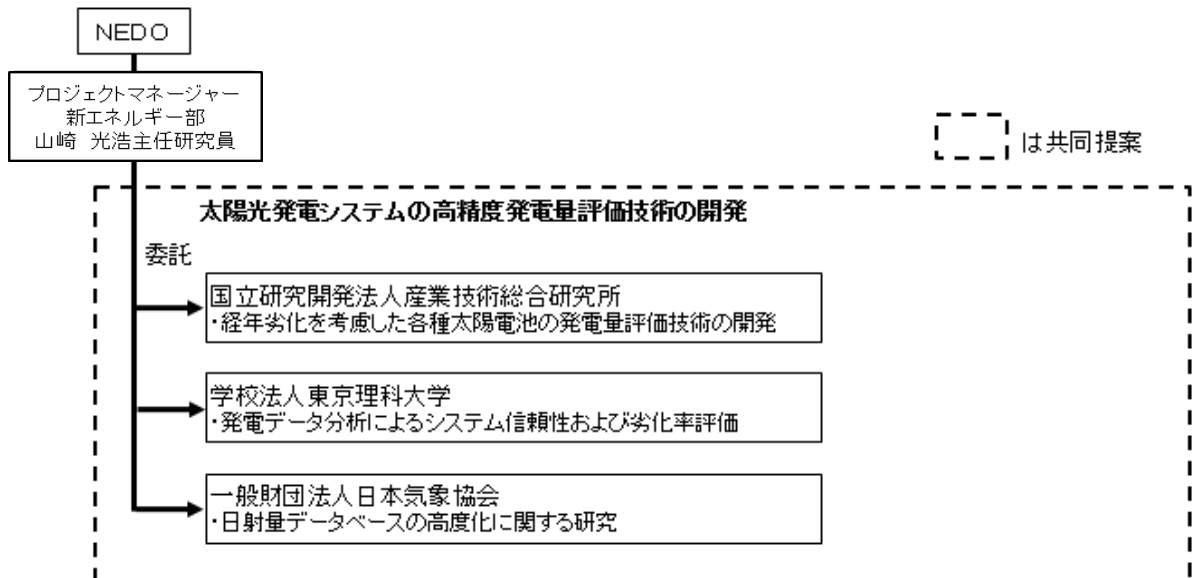 NEDO
プロジェクトマネージャー
新エネルギー部
山崎 光浩主任研究員
は共同提案
太陽光発電システムの高精度発電量評価技術の開発
委託
国立研究開発法人産業技術総合研究所
・経年劣化を考慮した各種太陽電池の発電量評価技術の開発
学校法人東京理科大学
・発電データ分析によるシステム信頼性および劣化率評価
一般財団法人日本気象協会
・日射量データベースの高度化に関する研究